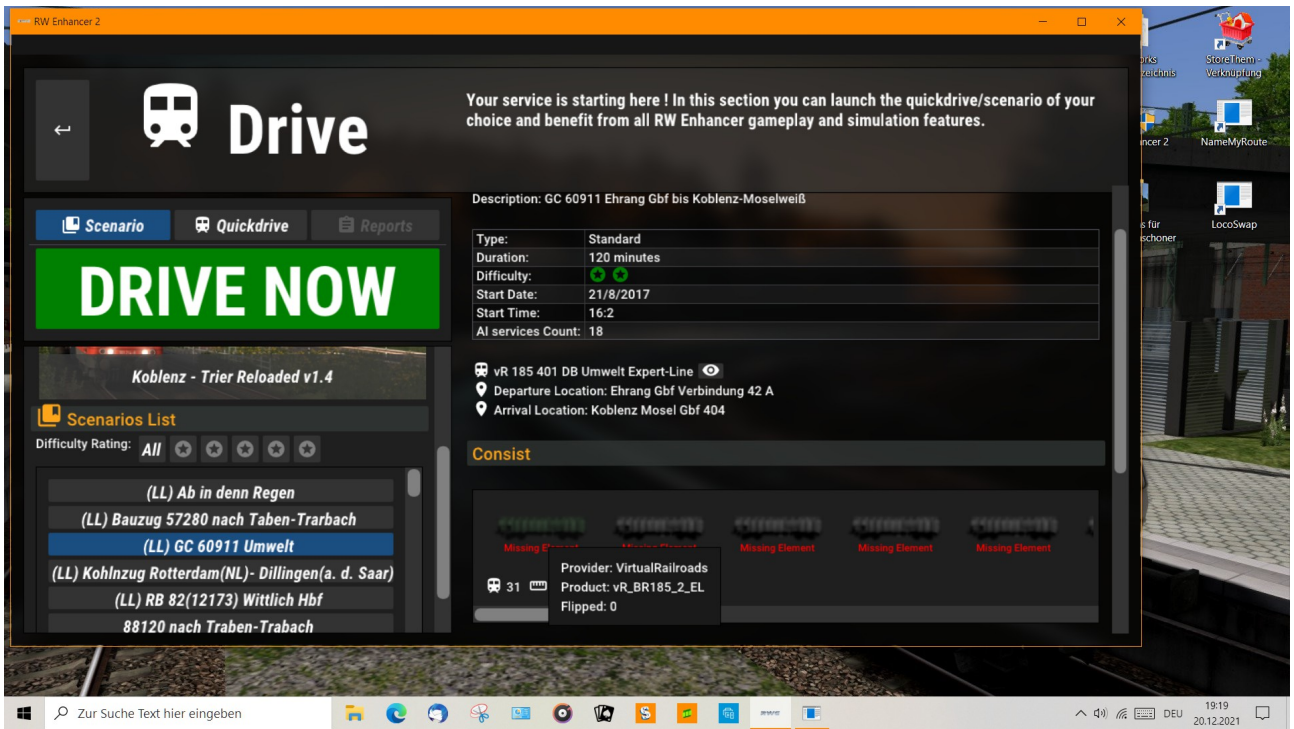 RW Enhancer 2
Drive
Your service is starting here ! In this section you can launch the quickdrive/scenario of your
choice and benefit from all RW Enhancer gameplay and simulation features.
Scenario
Quickdrive
Reports
DRIVE NOW
Koblenz - Trier Reloaded v1.4
Scenarios List
Difficulty Rating: All
(LL) Ab in denn Regen
(LL) Bauzug 57280 nach Taben-Trarbach
(LL) GC 60911 Umwelt
(LL) Kohlnzug Rotterdam(NL)- Dillingen(a. d. Saar)
(LL) RB 82(12173) Wittlich Hbf
88120 nach Traben-Trabach
Description: GC 60911 Ehrang Gbf bis Koblenz-Moselweiß
Type: Standard
Duration: 120 minutes
Difficulty:
Start Date: 21/8/2017
Start Time: 16:2
AI services Count: 18
vR 185 401 DB Umwelt Expert-Line
Departure Location: Ehrang Gbf Verbindung 42 A
Arrival Location: Koblenz Mosel Gbf 404
Consist
Missing Element
Missing Element
Missing Element
Missing Element
Missing Element
31
Provider: VirtualRailroads
Product: vR_BR185_2_EL
Flipped: 0
StoreThem -
Verknüpfung
ncer 2
NameMyRoute
s für
schoner
LocoSwap
Zur Suche Text hier eingeben
DEU
19:19
20.12.2021